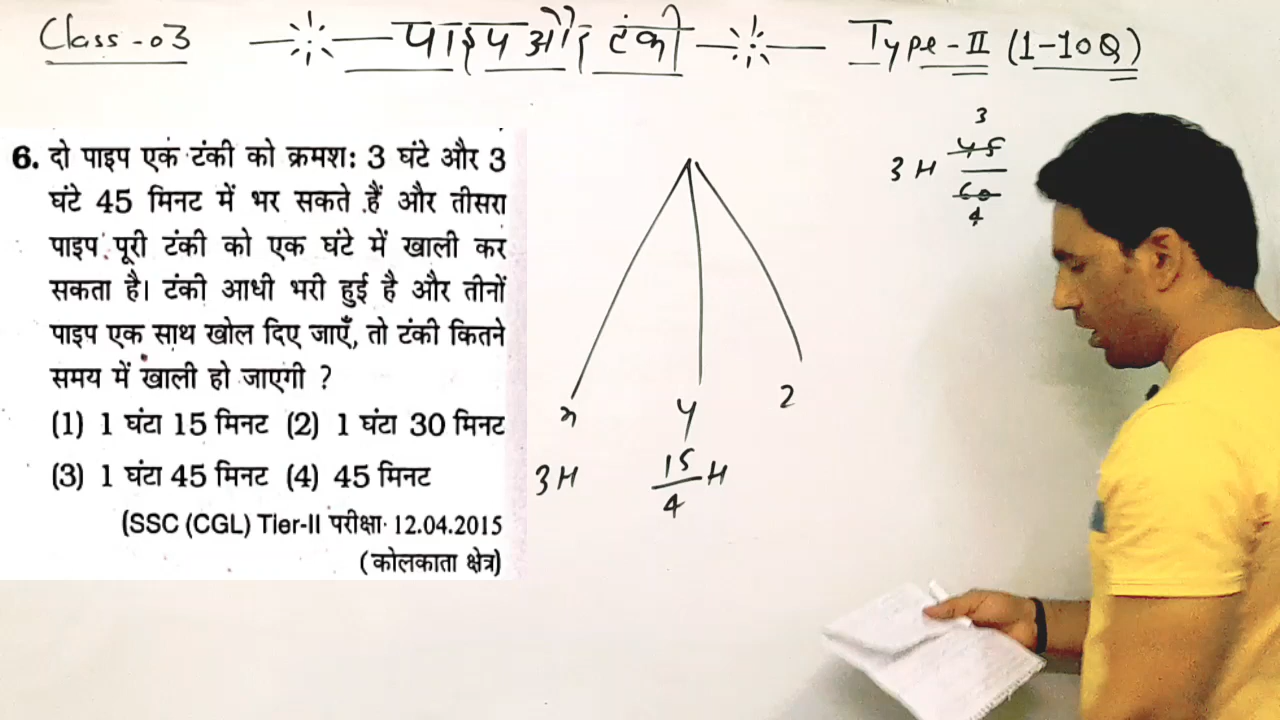 Class-03
पाइप और टंकी
Type-II (1-10Q)
6. दो पाइप एक टंकी को क्रमश: 3 घंटे और 3
घंटे 45 मिनट में भर सकते हैं और तीसरा
पाइप पूरी टंकी को एक घंटे में खाली कर
सकता है। टंकी आधी भरी हुई है और तीनों
पाइप एक साथ खोल दिए जाएँ, तो टंकी कितने
समय में खाली हो जाएगी ?
(1) 1 घंटा 15 मिनट (2) 1 घंटा 30 मिनट
(3) 1 घंटा 45 मिनट (4) 45 मिनट
(SSC (CGL) Tier-II परीक्षा 12.04.2015
(कोलकाता क्षेत्र)
x y z
3H 15/4 H
3
3H 45/60
4